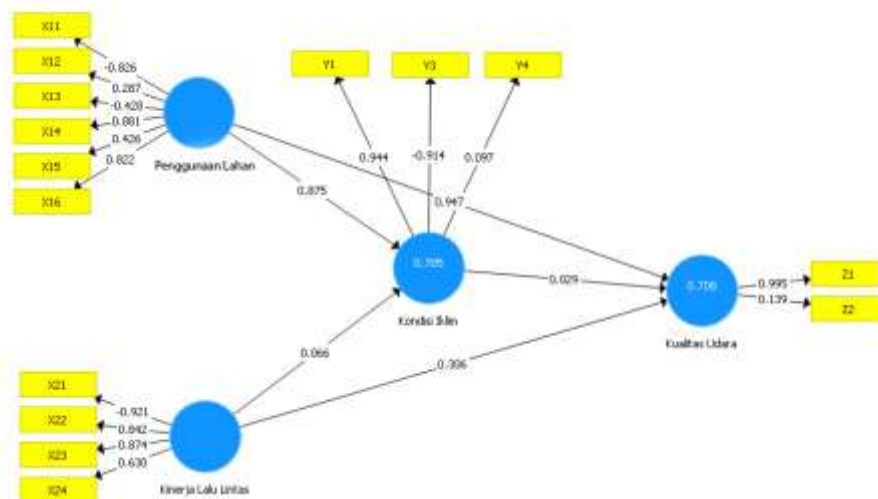 X11
X12
X13
X14
X15
X16
-0.826
0.287
-0.428
0.881
0.426
0.822
Penggunaan Lahan
Y1
Y3
Y4
0.944
-0.914
0.097
0.875
0.947
0.705
Kondisi Iklim
0.029
0.066
0.386
0.706
Kualitas Udara
0.995
0.139
Z1
Z2
X21
X22
X23
X24
-0.921
0.842
0.874
0.630
Kinerja Lalu Lintas